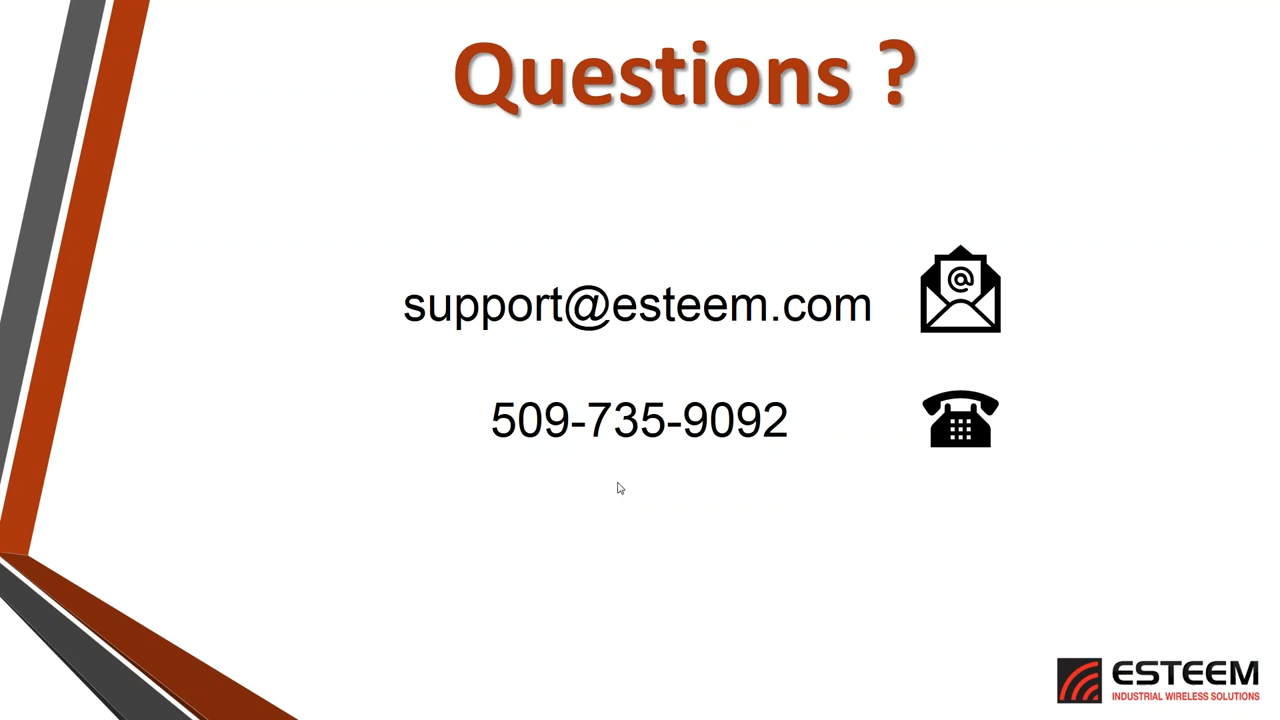 Questions ?
support@esteem.com
@
509-735-9092
ESTEEM
INDUSTRIAL WIRELESS SOLUTIONS